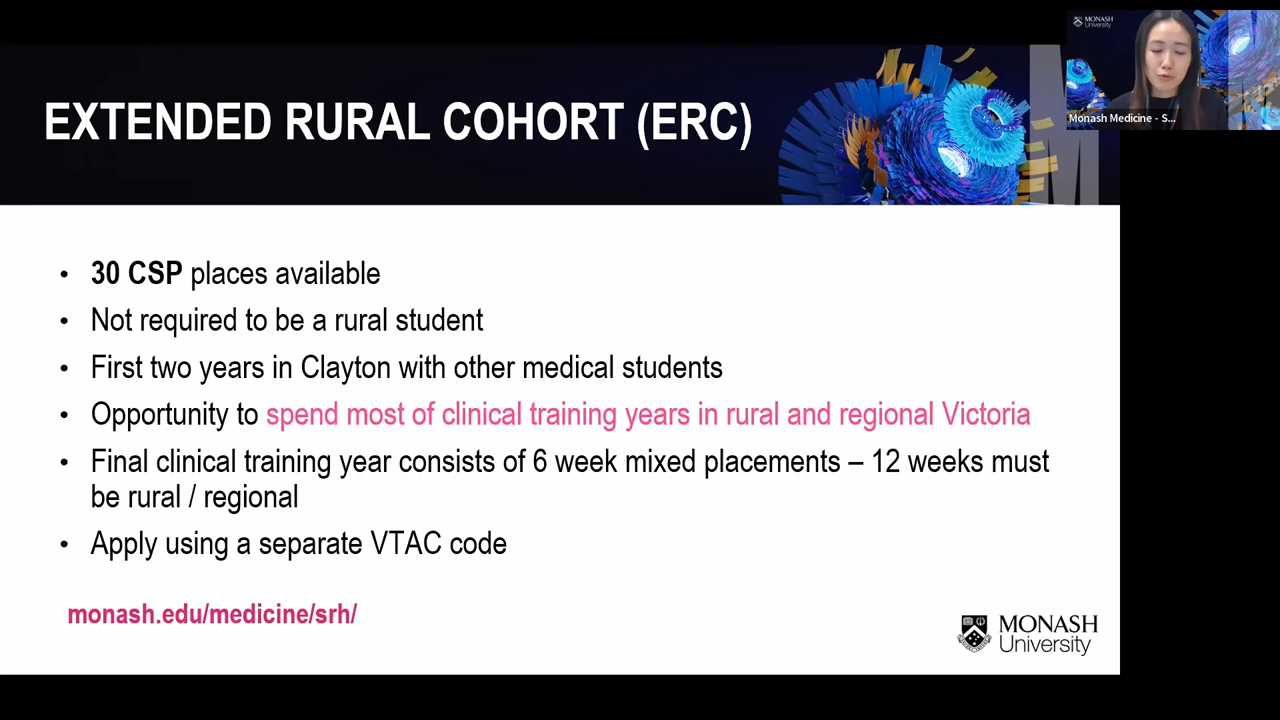 MONASH
University
Monash Medicine - S...
EXTENDED RURAL COHORT (ERC)
• 30 CSP places available
• Not required to be a rural student
• First two years in Clayton with other medical students
• Opportunity to spend most of clinical training years in rural and regional Victoria
• Final clinical training year consists of 6 week mixed placements – 12 weeks must
be rural / regional
• Apply using a separate VTAC code
monash.edu/medicine/srh/
MONASH
University